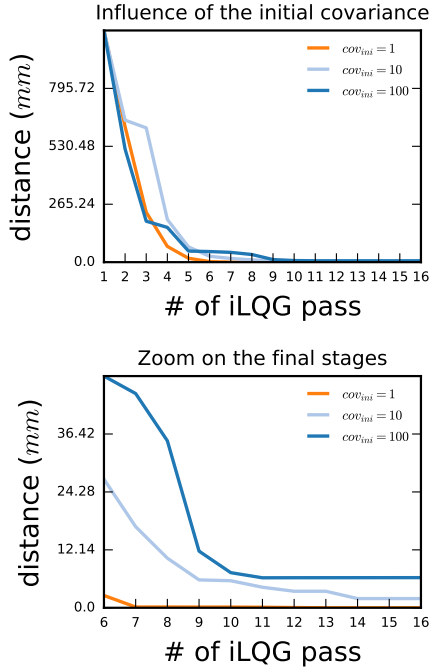 Influence of the initial covariance
cov_ini = 1
cov_ini = 10
cov_ini = 100
795.72
530.48
265.24
0.0
distance (mm)
1 2 3 4 5 6 7 8 9 10 11 12 13 14 15 16
# of iLQG pass
Zoom on the final stages
cov_ini = 1
cov_ini = 10
cov_ini = 100
36.42
24.28
12.14
0.0
distance (mm)
6 7 8 9 10 11 12 13 14 15 16
# of iLQG pass